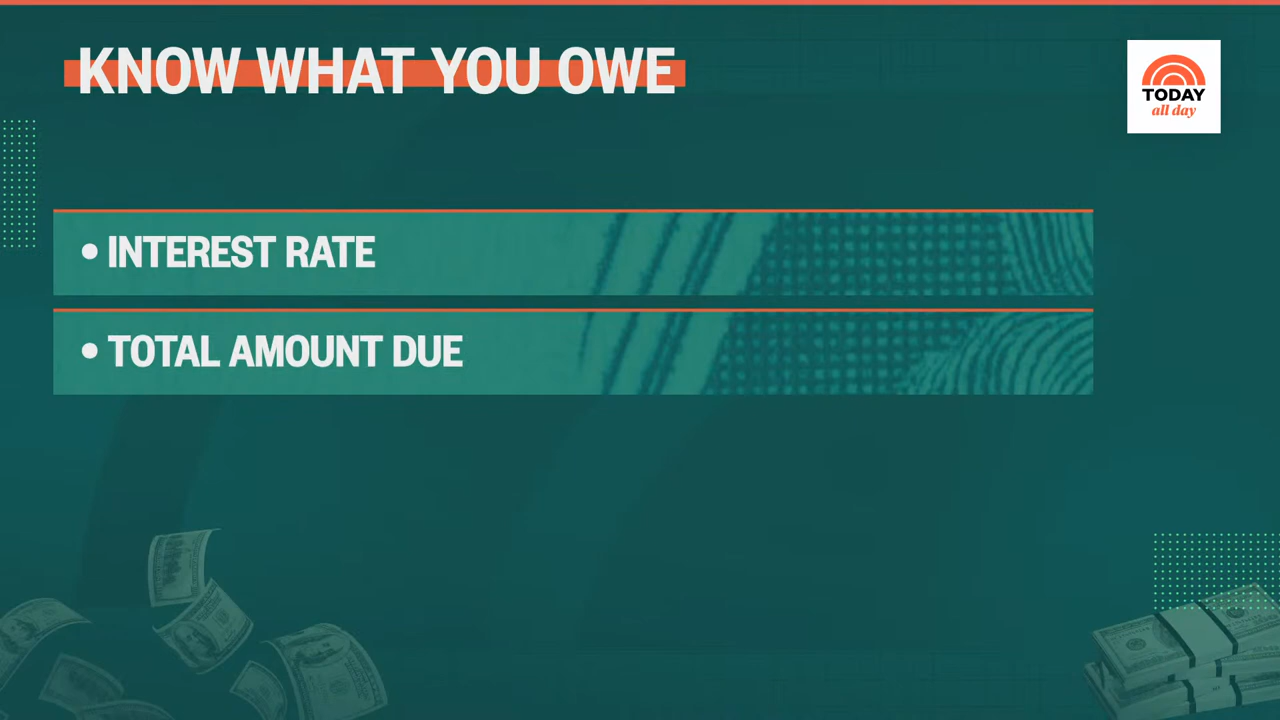 KNOW WHAT YOU OWE
TODAY
all day
• INTEREST RATE
• TOTAL AMOUNT DUE